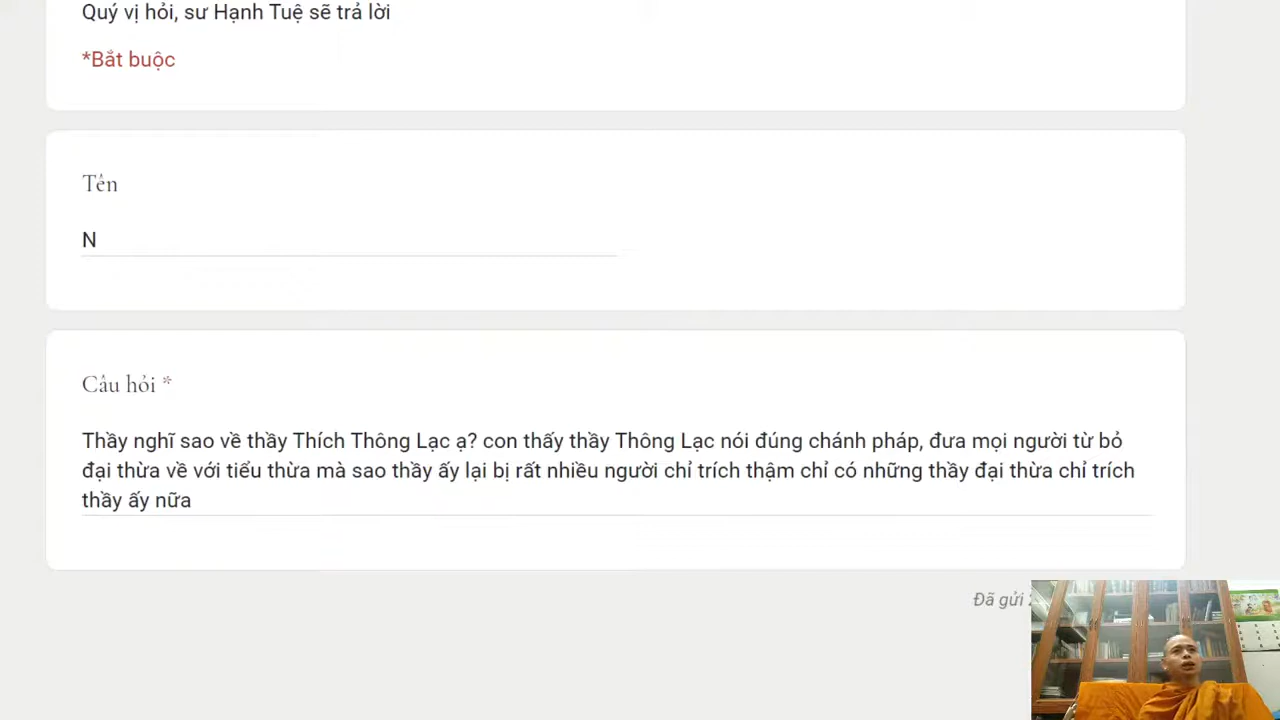 Quý vị hỏi, sư Hạnh Tuệ sẽ trả lời
*Bắt buộc
Tên
N
Câu hỏi *
Thầy nghĩ sao về thầy Thích Thông Lạc ạ? con thấy thầy Thông Lạc nói đúng chánh pháp, đưa mọi người từ bỏ
đại thừa về với tiểu thừa mà sao thầy ấy lại bị rất nhiều người chỉ trích thậm chỉ có những thầy đại thừa chỉ trích
thầy ấy nữa
Đã gửi